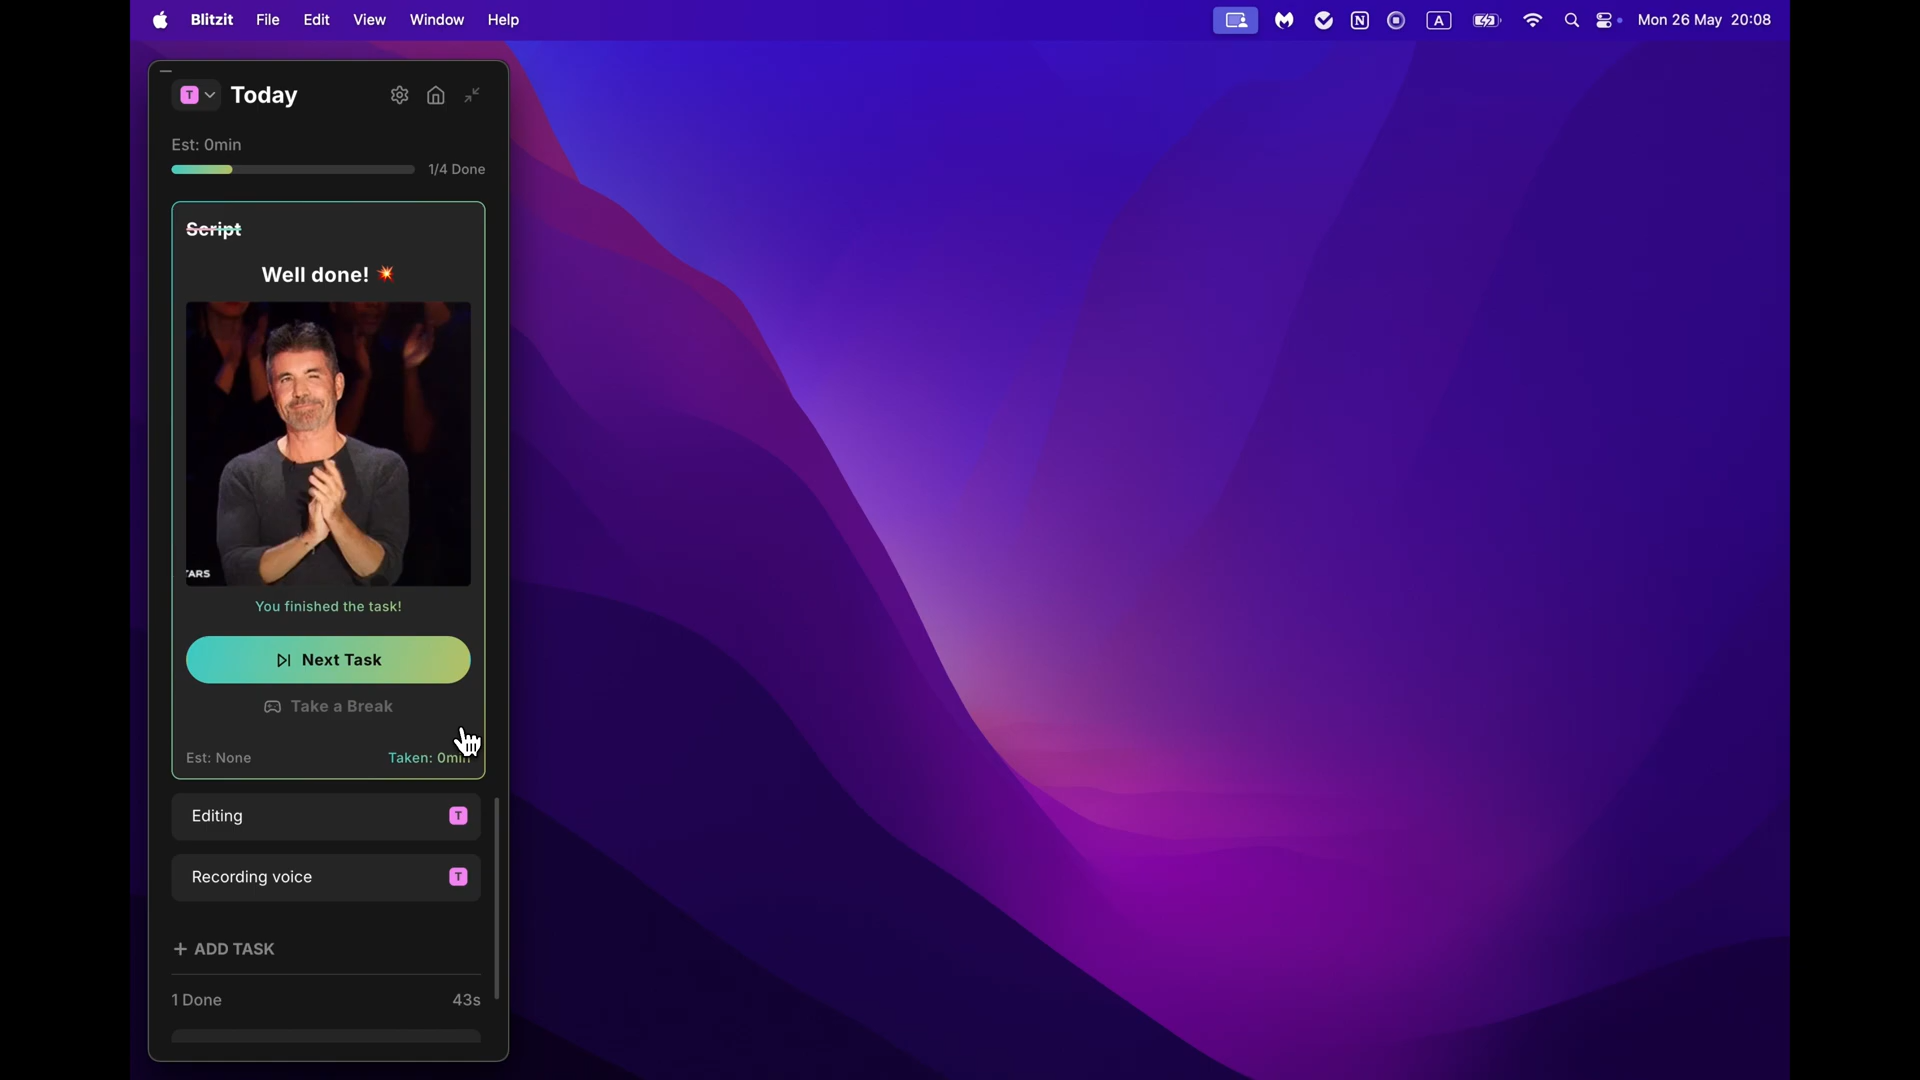 Blitzit File Edit View Window Help
A
Mon 26 May 20:08
T Today
Est: 0min
1/4 Done
Script
Well done! 💥
TARS
You finished the task!
Next Task
Take a Break
Est: None Taken: 0min
Editing T
Recording voice T
+ ADD TASK
1 Done 43s